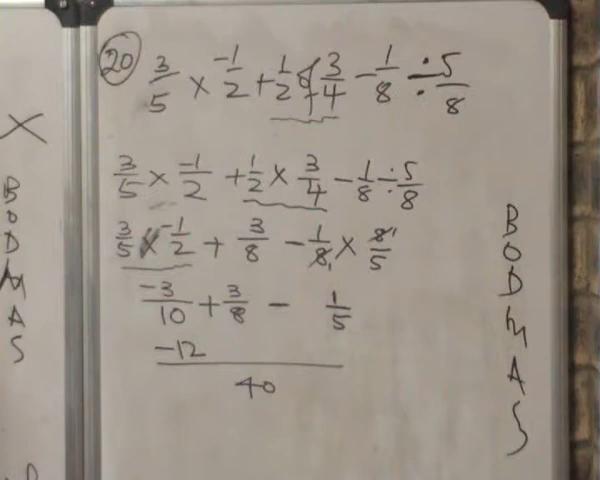 X
B
O
D
M
A
S
20 3/5 × -1/2 + 1/2 of 3/4 - 1/8 ÷ 5/8
3/5 × -1/2 + 1/2 × 3/4 - 1/8 ÷ 5/8
3/5 × -1/2 + 3/8 - 1/8 × 8/5
-3/10 + 3/8 - 1/5
-12
40
B
O
D
M
A
S